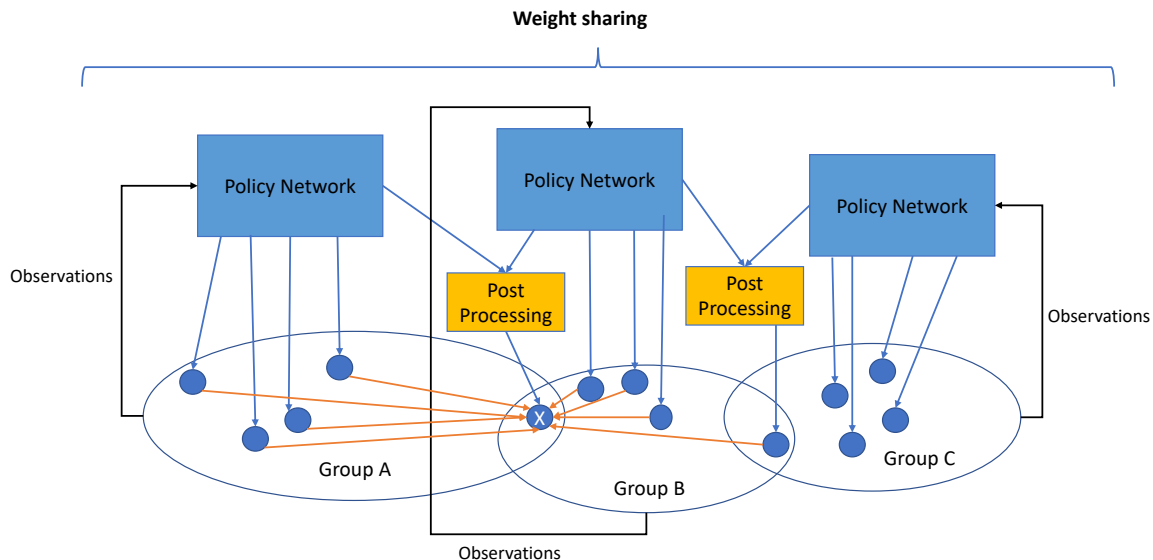 Weight sharing
Policy Network
Policy Network
Policy Network
Observations
Post
Processing
Post
Processing
Observations
X
Group A
Group B
Group C
Observations